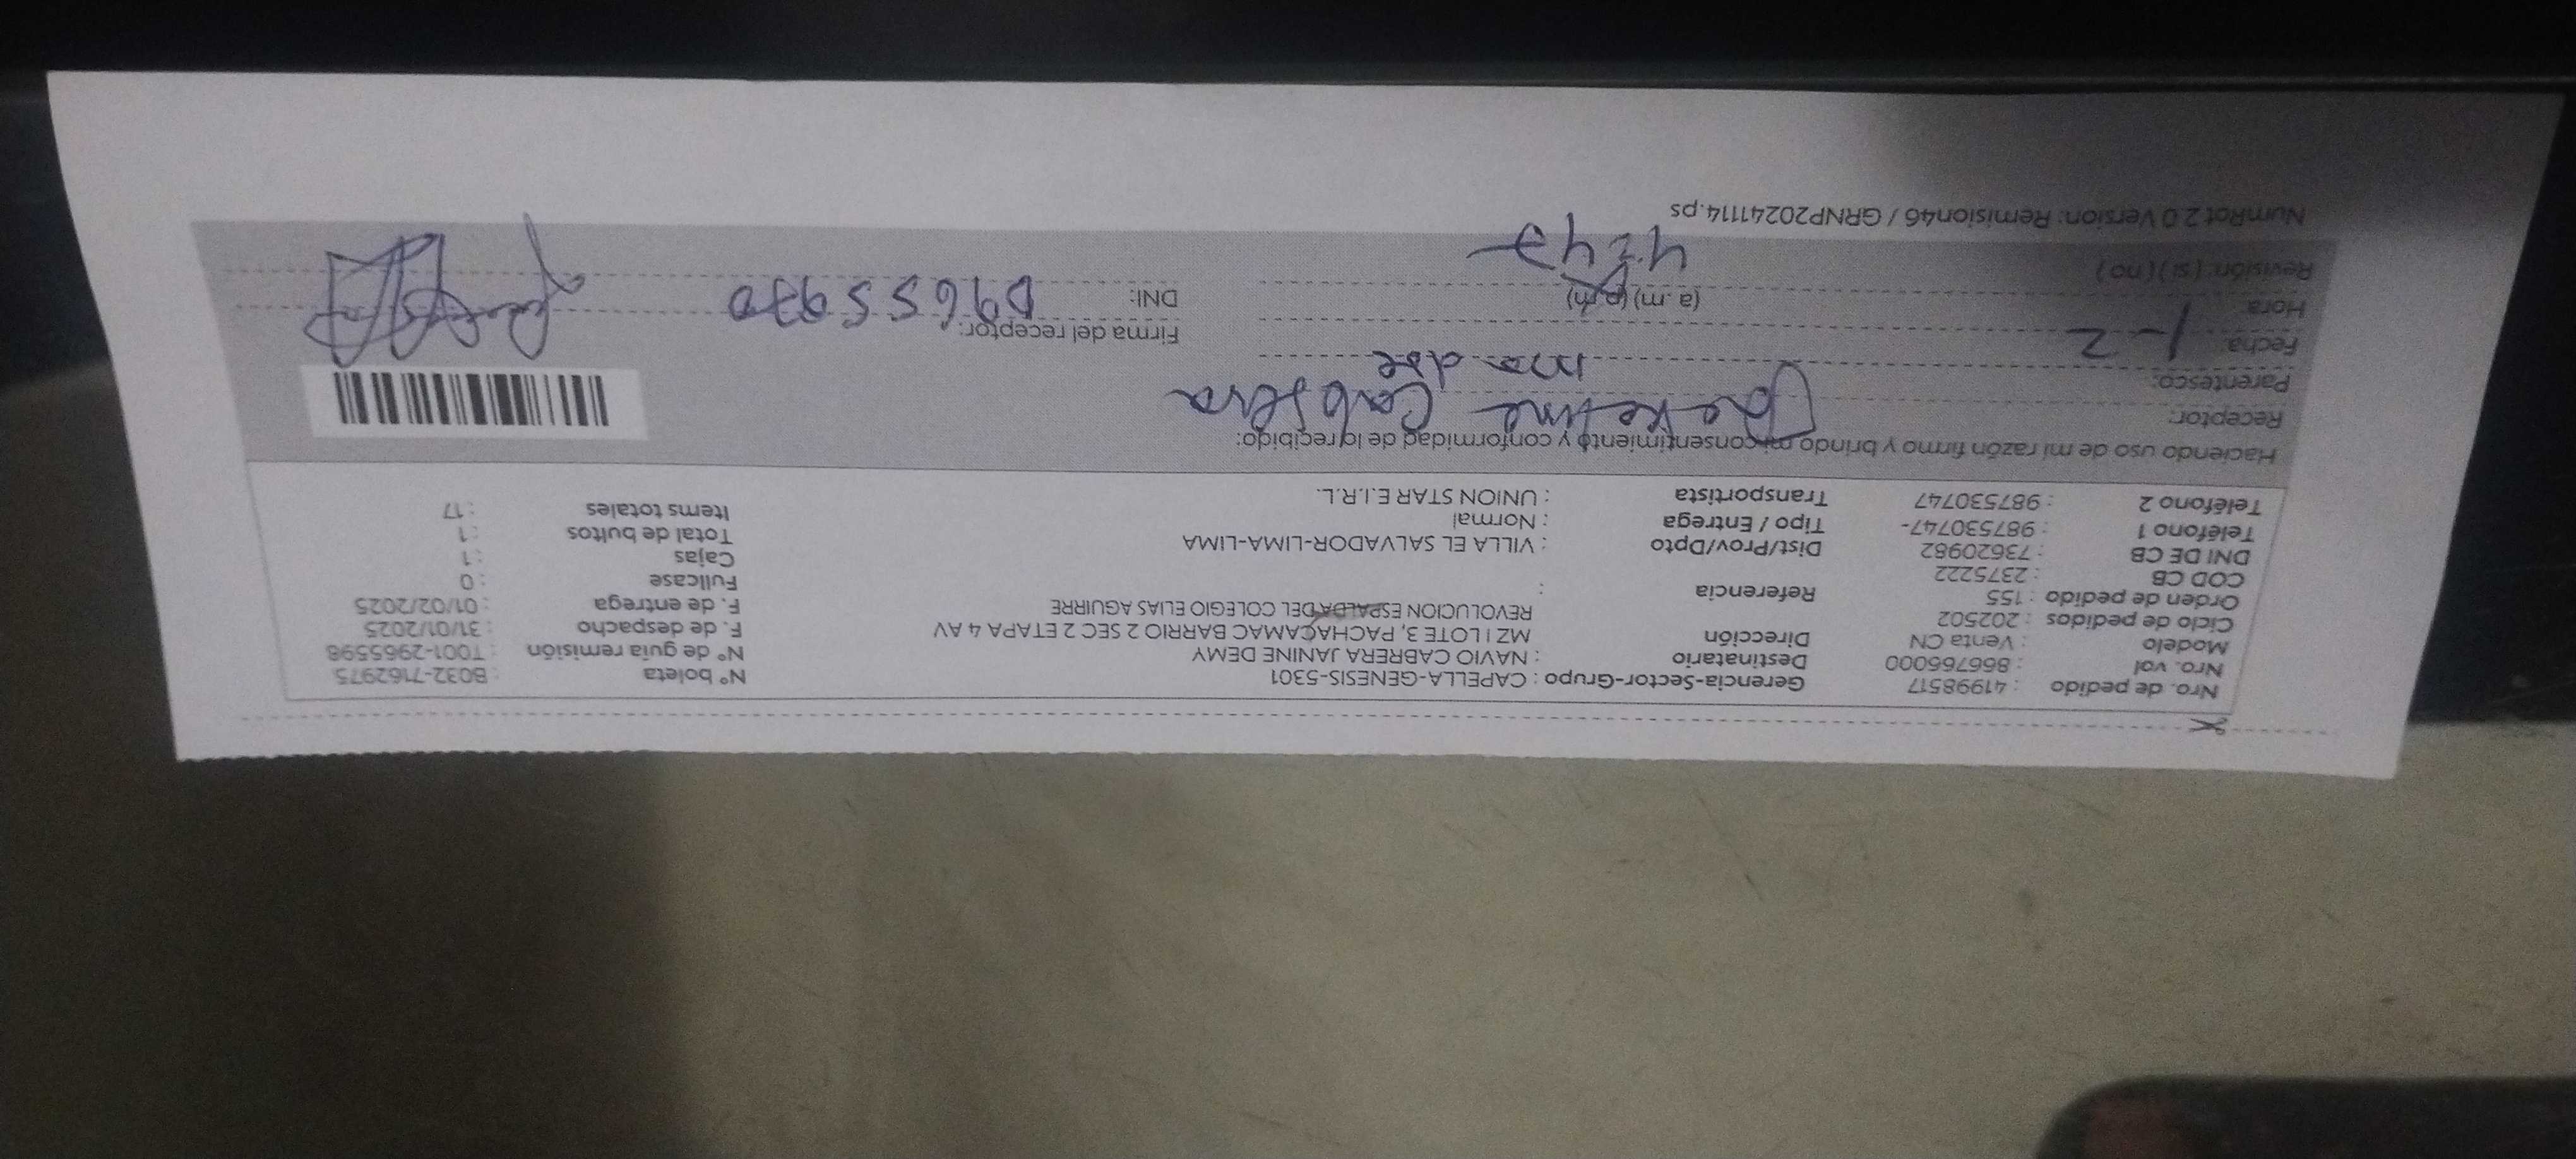 Nro. de pedido : 41998517
Nro. vol : 866766000
Modelo : Venta CN
Ciclo de pedidos : 202502
Orden de pedido : 155
COD CB : 2375222
DNI DE CB : 73620982
Teléfono 1 : 987530747-
Teléfono 2 : 987530747
Gerencia-Sector-Grupo : CAPELLA-GENESIS-5301
Destinatario : NAVIO CABRERA JANINE DEMY
Dirección MZ I LOTE 3, PACHACAMAC BARRIO 2 SEC 2 ETAPA 4 AV
REVOLUCION ESPALDA DEL COLEGIO ELIAS AGUIRRE
Referencia :
Dist/Prov/Dpto : VILLA EL SALVADOR-LIMA-LIMA
Tipo / Entrega : Normal
Transportista : UNION STAR E.I.R.L.
N° boleta : B032-7162975
N° de guía remisión : T001-2965598
F. de despacho : 31/01/2025
F. de entrega : 01/02/2025
Fullcase : 0
Cajas : 1
Total de bultos : 1
Items totales : 17
Haciendo uso de mi razón firmo y brindo mi consentimiento y conformidad de lo recibido:
Receptor: Cabrera
Parentesco: madre
Fecha: 1-2
Hora: (a. m) (p.m)
4:47
Revisión: ( si ) ( no )
Firma del receptor:
DNI: 09655970
NumRot 2.0 Version: Remision46 / GRNP20241114.ps